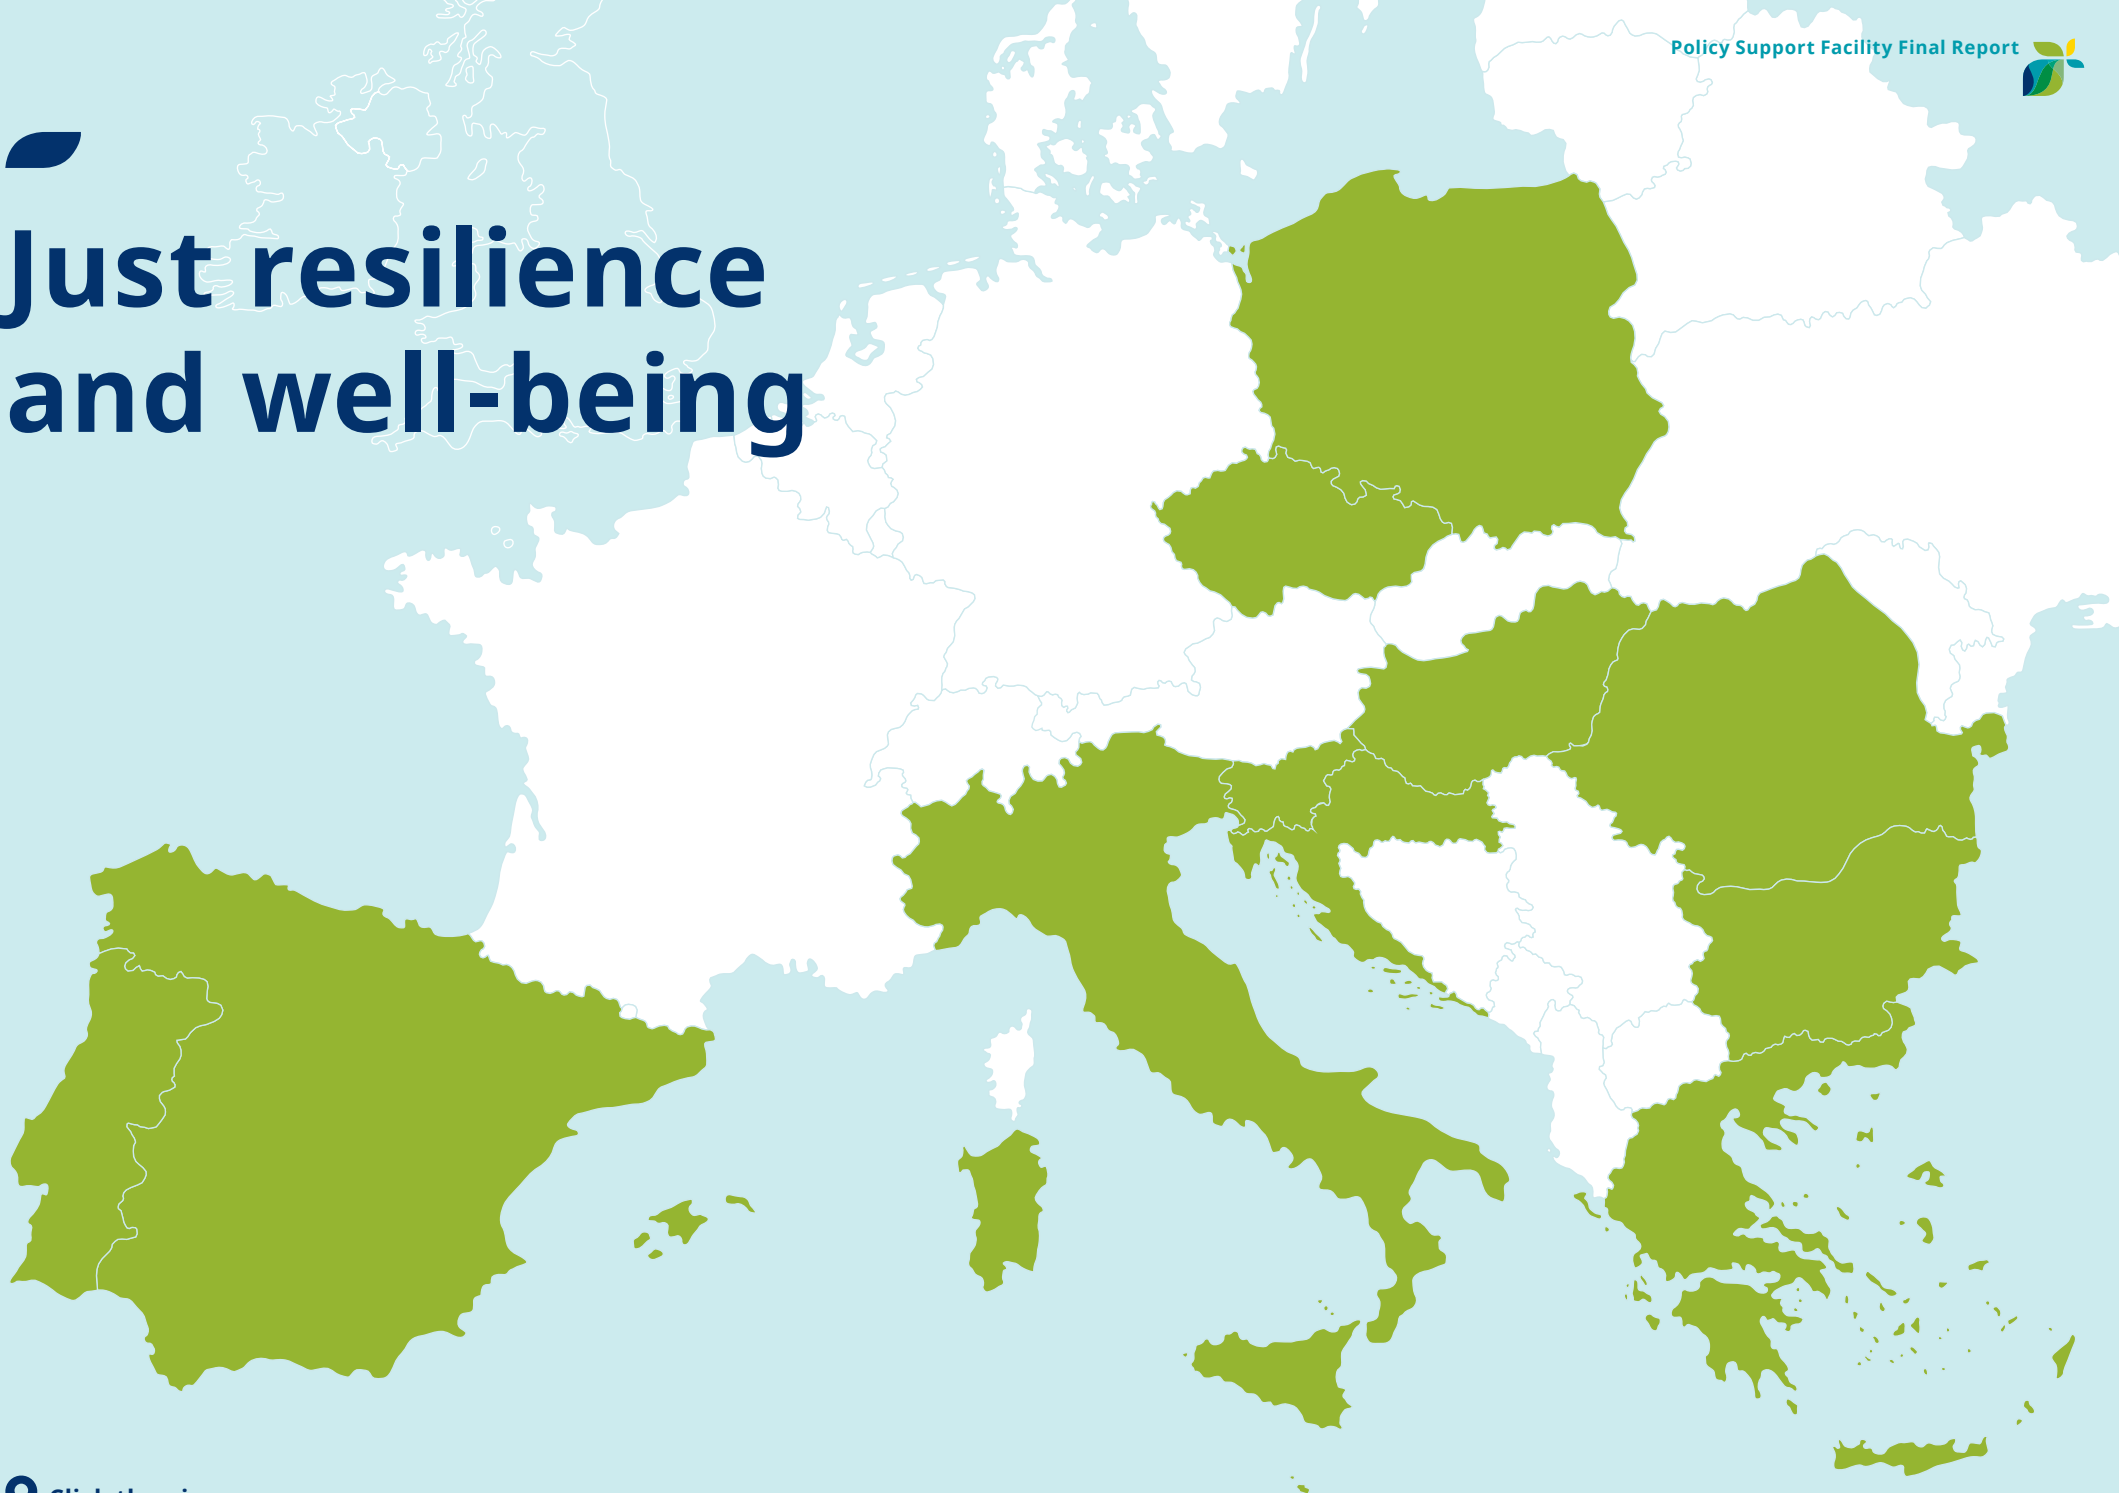 Policy Support Facility Final Report
Just resilience
and well-being